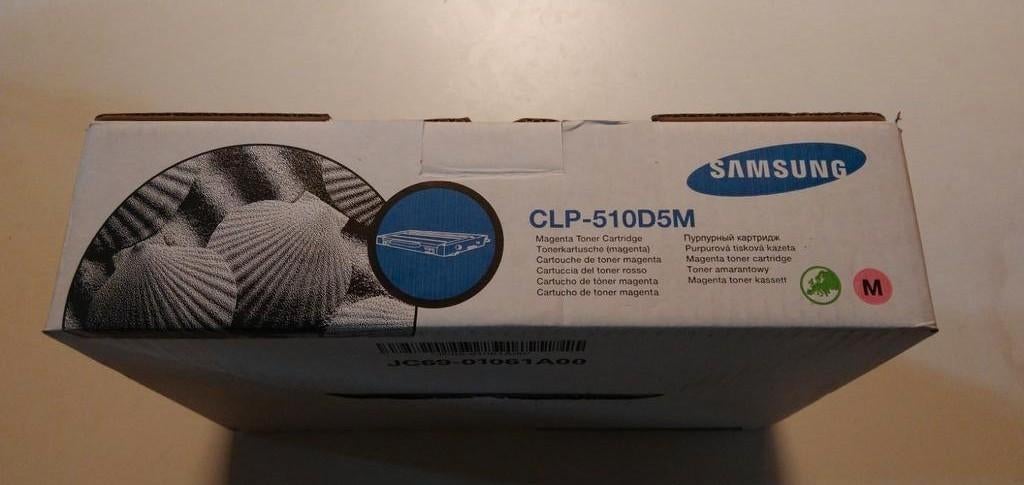 SAMSUNG
CLP-510D5M
Magenta Toner Cartridge
Tonerkartusche (magenta)
Cartouche de toner magenta
Cartuccia del toner rosso
Cartucho de tóner magenta
Cartucho de toner magenta
Пурпурный картридж
Purpurová tisková kazeta
Magenta toner cartridge
Toner amarantowy
Magenta toner kassett
M
JC69-01061A00